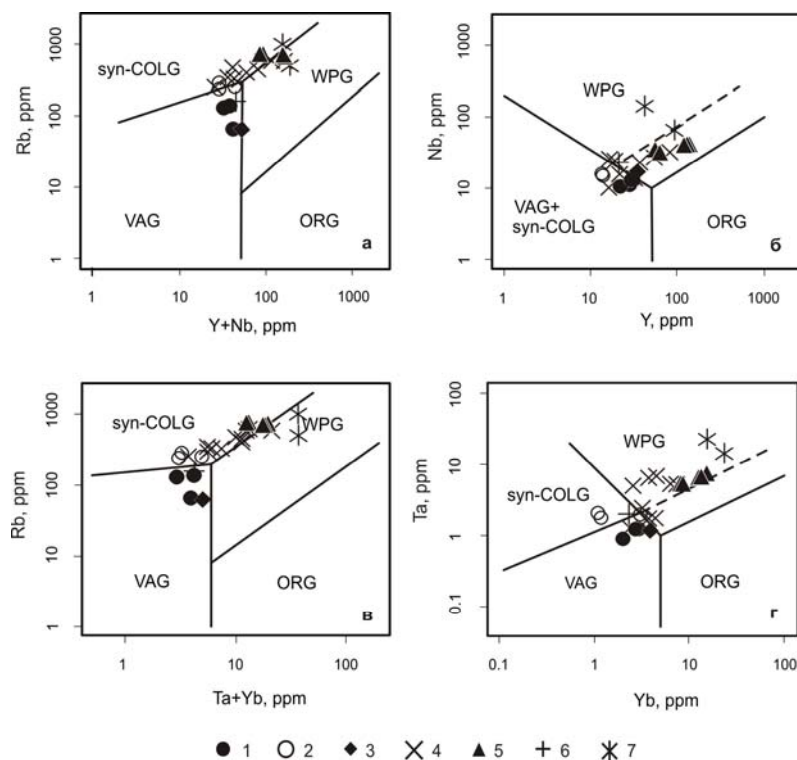 1000
100
10
1
Rb, ppm
syn-COLG
WPG
VAG
ORG
а
1 10 100 1000
Y+Nb, ppm
1000
100
10
1
Nb, ppm
WPG
VAG+
syn-COLG
ORG
б
1 10 100 1000
Y, ppm
1000
100
10
1
Rb, ppm
syn-COLG
WPG
VAG
ORG
в
1 10 100
Ta+Yb, ppm
100
10
1
0.1
Ta, ppm
WPG
syn-COLG
VAG
ORG
г
0.1 1 10 100
Yb, ppm
1 2 3 4 5 6 7